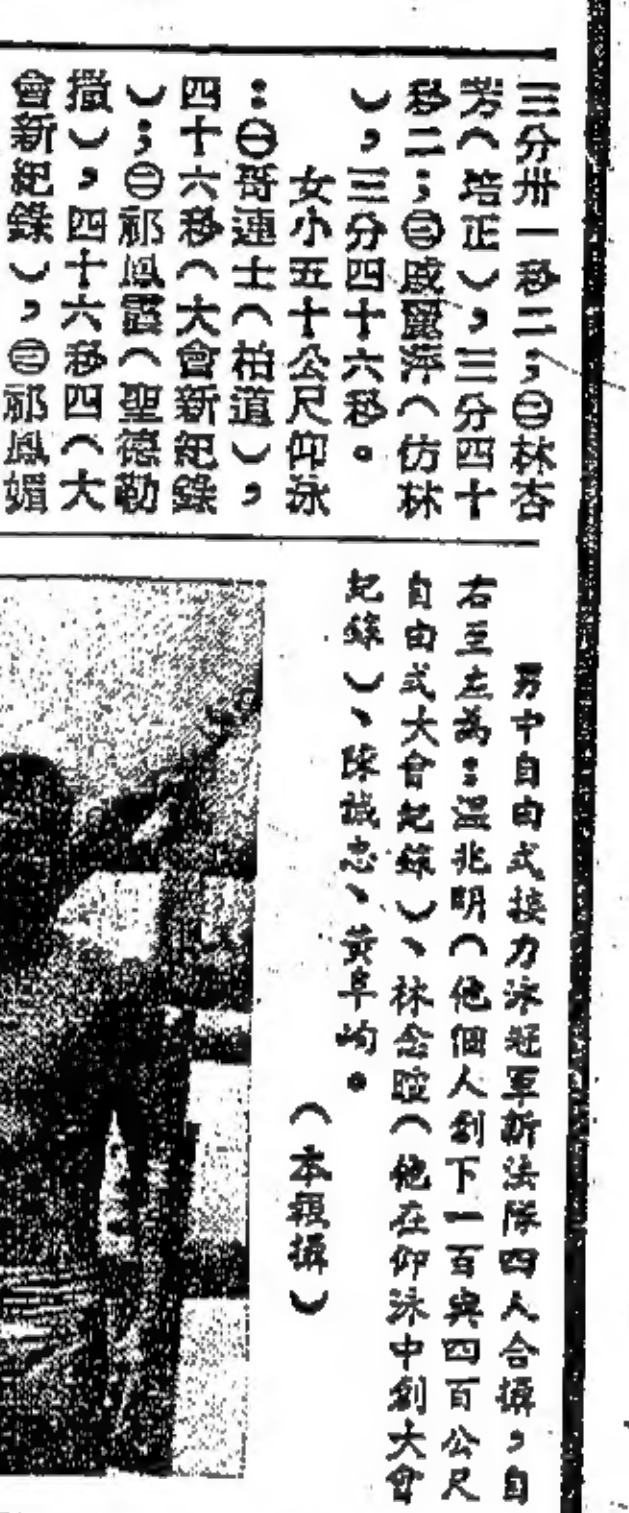 三分卅一秒二；㊁林杏
芳（培正），三分四十
秒二；㊂戚麗萍（仿林
），三分四十六秒。
女小五十公尺仰泳
：㊀哥連士（柏道），
四十六秒（大會新紀錄
）；㊁祁鳳霞（聖德勒
撒），四十六秒四（大
會新紀錄），㊂祁鳳媚
男中自由式接力泳冠軍新法隊四人合攝，自
右至左為：溫兆明（他個人創下一百與四百公尺
自由式大會紀錄）、林念暄（他在仰泳中創大會
紀錄）、陳誠忠、黃阜峋。
（本報攝）